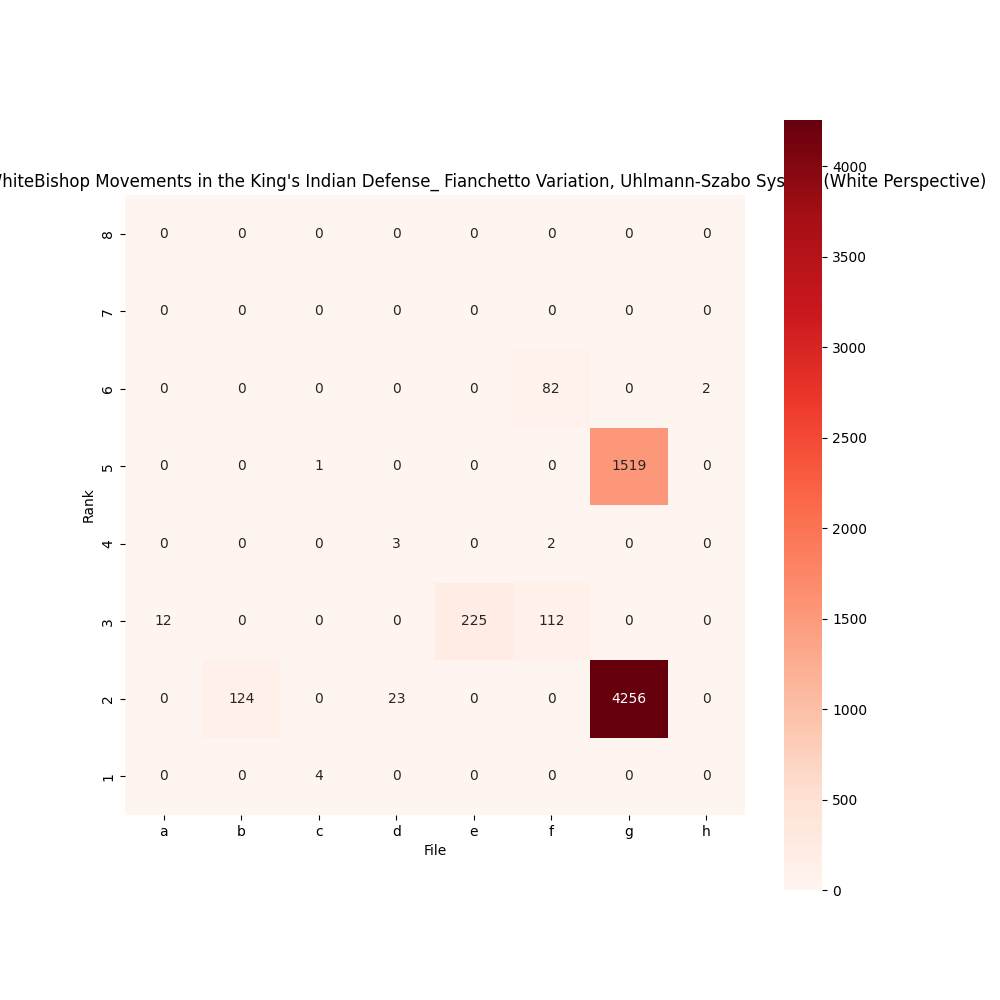 hiteBishop Movements in the King's Indian Defense_ Fianchetto Variation, Uhlmann-Szabo Sys (White Perspective)
4000
8 0 0 0 0 0 0 0 0
3500
7 0 0 0 0 0 0 0 0
3000
6 0 0 0 0 0 82 0 2
2500
5 0 0 1 0 0 0 1519 0
Rank
2000
4 0 0 0 3 0 2 0 0
1500
3 12 0 0 0 225 112 0 0
1000
2 0 124 0 23 0 0 4256 0
1 0 0 4 0 0 0 0 0
500
a b c d e f g h
File
0